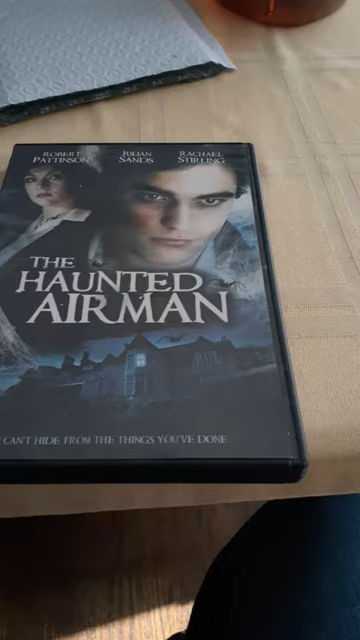 ROBERT PATTINSON
JULIAN SANDS
RACHAEL STIRLING
THE
HAUNTED
AIRMAN
CAN'T HIDE FROM THE THINGS YOU'VE DONE